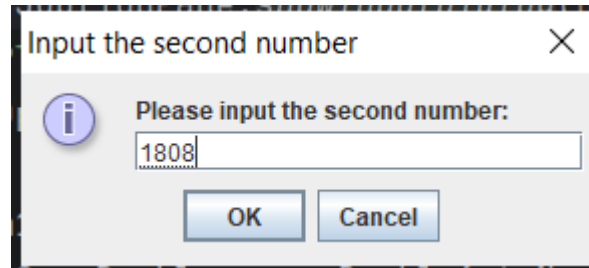 Input the second number
Please input the second number:
1808
OK
Cancel